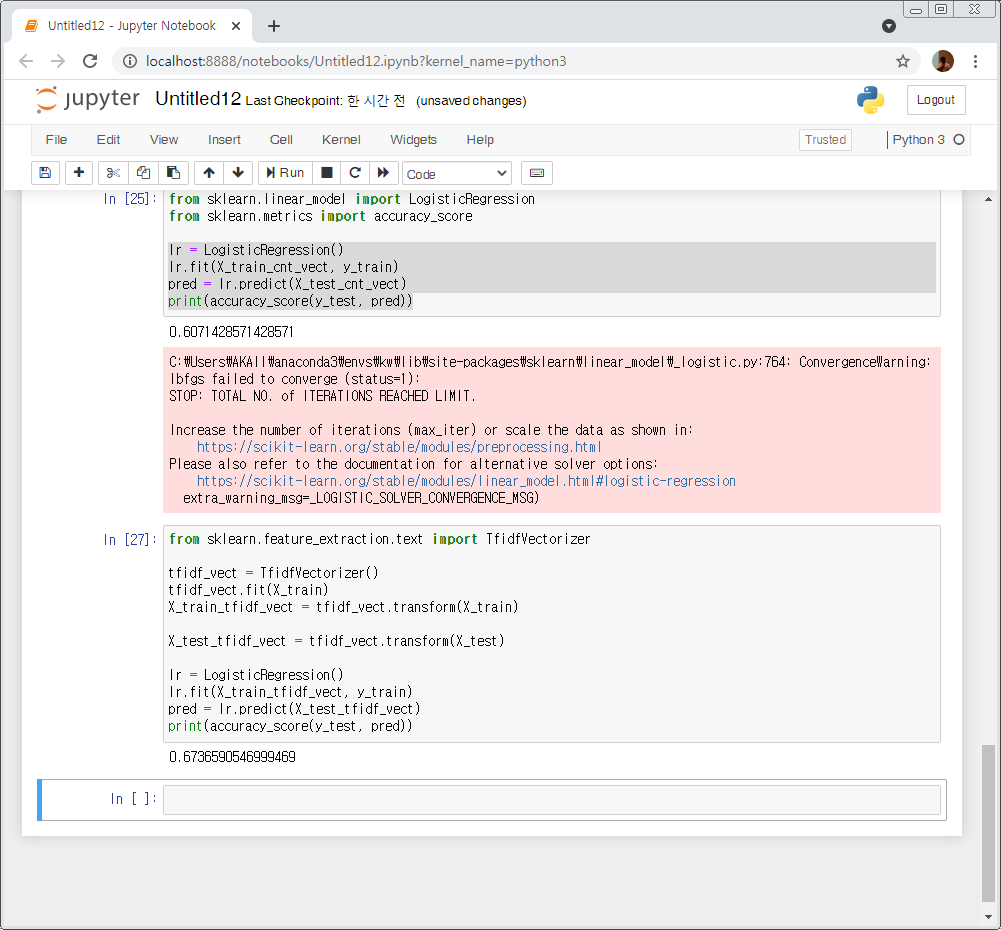 Untitled12 - Jupyter Notebook
localhost:8888/notebooks/Untitled12.ipynb?kernel_name=python3
jupyter Untitled12 Last Checkpoint: 한 시간 전 (unsaved changes) Logout
File Edit View Insert Cell Kernel Widgets Help Trusted Python 3
Run Code
In [25]: from sklearn.linear_model import LogisticRegression
from sklearn.metrics import accuracy_score
lr = LogisticRegression()
lr.fit(X_train_cnt_vect, y_train)
pred = lr.predict(X_test_cnt_vect)
print(accuracy_score(y_test, pred))
0.6071428571428571
C:₩Users₩AKAII₩anaconda3₩envs₩kw₩lib₩site-packages₩sklearn₩linear_model₩_logistic.py:764: ConvergenceWarning:
lbfgs failed to converge (status=1):
STOP: TOTAL NO. of ITERATIONS REACHED LIMIT.
Increase the number of iterations (max_iter) or scale the data as shown in:
https://scikit-learn.org/stable/modules/preprocessing.html
Please also refer to the documentation for alternative solver options:
https://scikit-learn.org/stable/modules/linear_model.html#logistic-regression
extra_warning_msg=_LOGISTIC_SOLVER_CONVERGENCE_MSG)
In [27]: from sklearn.feature_extraction.text import TfidfVectorizer
tfidf_vect = TfidfVectorizer()
tfidf_vect.fit(X_train)
X_train_tfidf_vect = tfidf_vect.transform(X_train)
X_test_tfidf_vect = tfidf_vect.transform(X_test)
lr = LogisticRegression()
lr.fit(X_train_tfidf_vect, y_train)
pred = lr.predict(X_test_tfidf_vect)
print(accuracy_score(y_test, pred))
0.6736590546999469
In [ ]: